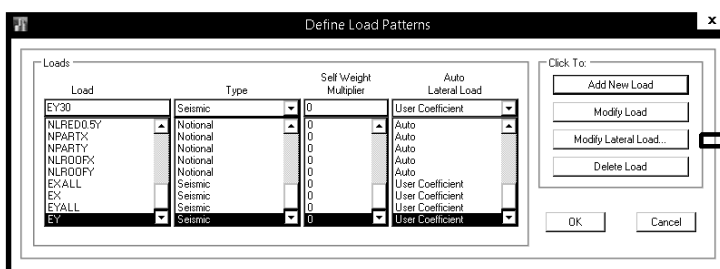 Define Load Patterns
x
Loads
Click To:
Load Type Self Weight Multiplier Auto Lateral Load
EY30 Seismic 0 User Coefficient
NLRED0.5Y Notional 0 Auto
NPARTX Notional 0 Auto
NPARTY Notional 0 Auto
NLROOFX Notional 0 Auto
NLROOFY Notional 0 Auto
EXALL Seismic 0 User Coefficient
EX Seismic 0 User Coefficient
EYALL Seismic 0 User Coefficient
EY Seismic 0 User Coefficient
Add New Load
Modify Load
Modify Lateral Load...
Delete Load
OK
Cancel